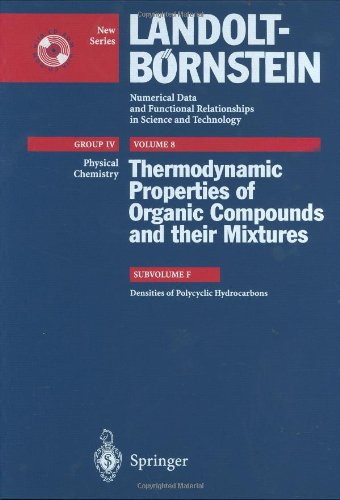 New
Series
LANDOLT-
BÖRNSTEIN
Numerical Data
and Functional Relationships
in Science and Technology
GROUP IV
VOLUME 8
Physical
Chemistry
Thermodynamic
Properties of
Organic Compounds
and their Mixtures
SUBVOLUME F
Densities of Polycyclic Hydrocarbons
Springer